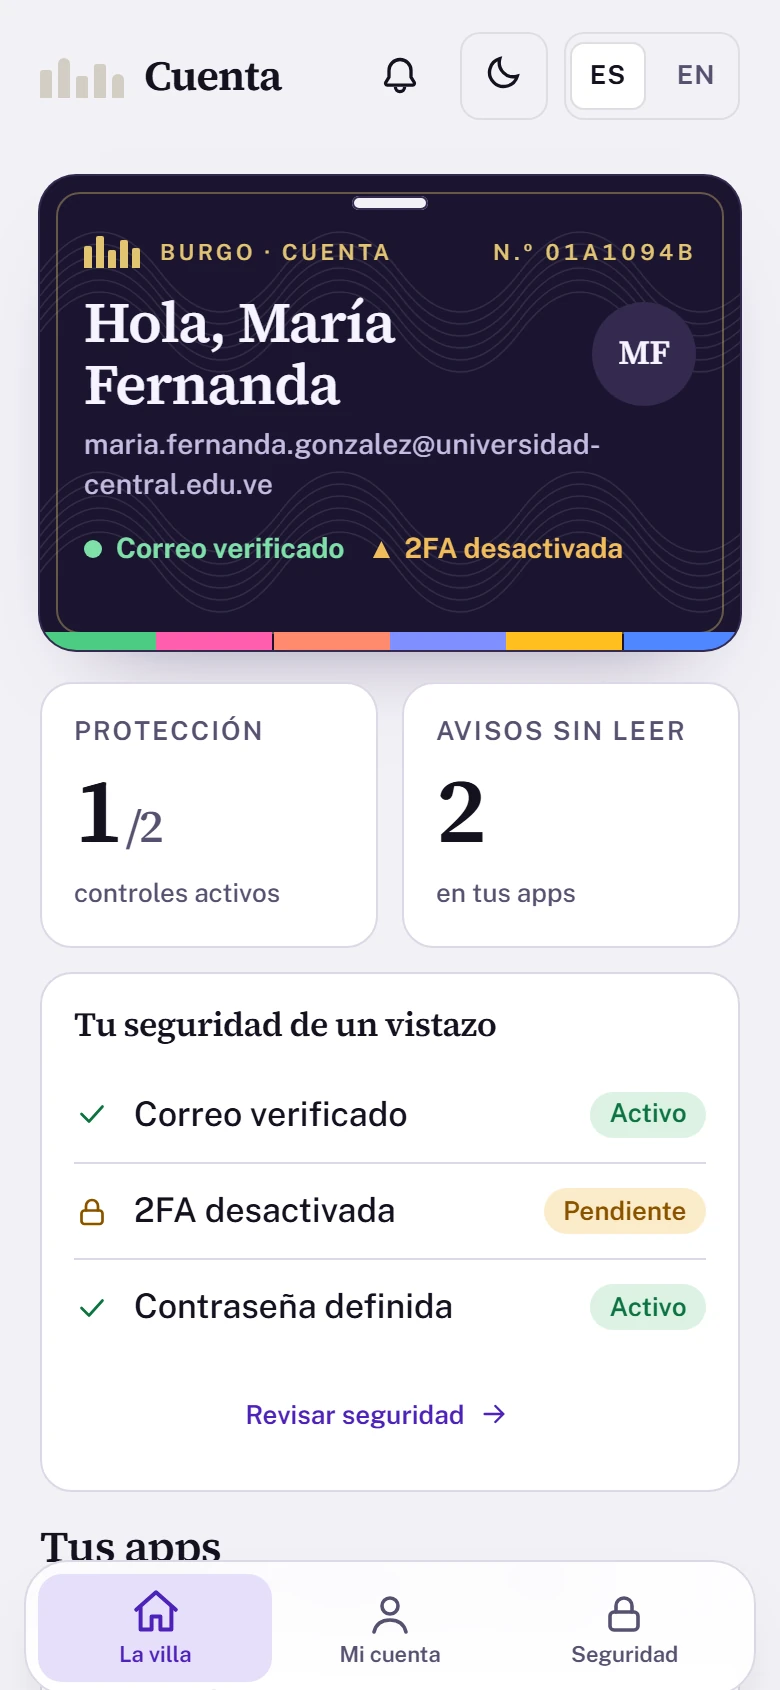 Cuenta
ES
EN
BURGO · CUENTA
N.º 01A1094B
Hola, María
Fernanda
MF
maria.fernanda.gonzalez@universidad-
central.edu.ve
Correo verificado
2FA desactivada
PROTECCIÓN
1/2
controles activos
AVISOS SIN LEER
2
en tus apps
Tu seguridad de un vistazo
Correo verificado
Activo
2FA desactivada
Pendiente
Contraseña definida
Activo
Revisar seguridad →
Tus apps
La villa
Mi cuenta
Seguridad